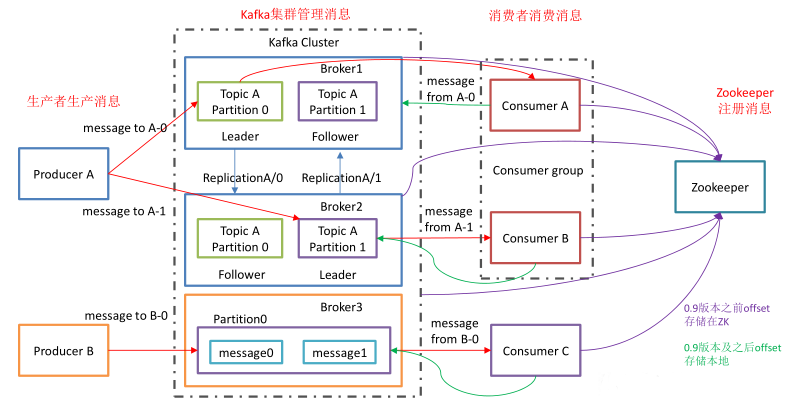 Kafka集群管理消息
消费者消费消息
Kafka Cluster
Broker1
Topic A
Partition 0
Topic A
Partition 1
Leader
Follower
message
from A-0
Consumer A
Zookeeper
注册消息
生产者生产消息
message to A-0
Producer A
message to A-1
ReplicationA/0
ReplicationA/1
Consumer group
Zookeeper
Broker2
Topic A
Partition 0
Topic A
Partition 1
Follower
Leader
message
from A-1
Consumer B
Broker3
Partition0
message0
message1
message to B-0
Producer B
message
from B-0
Consumer C
0.9版本之前offset
存储在ZK
0.9版本及之后offset
存储本地